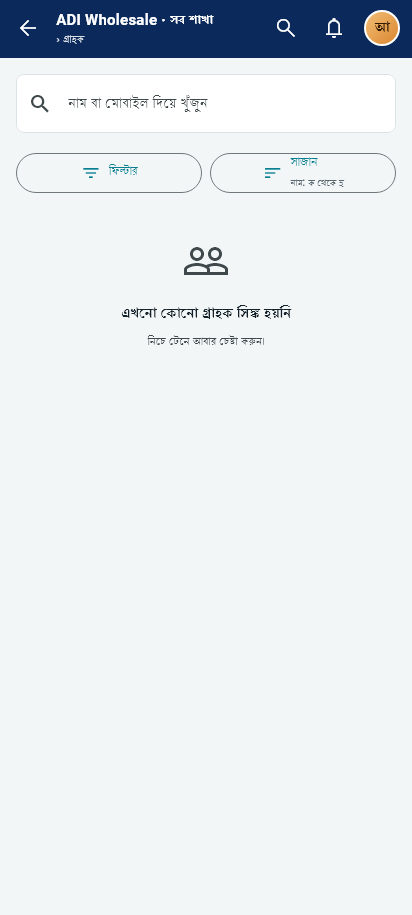 ADI Wholesale · সব শাখা
› গ্রাহক
আ
নাম বা মোবাইল দিয়ে খুঁজুন
ফিল্টার
সাজান
নাম: ক থেকে হ
এখনো কোনো গ্রাহক সিঙ্ক হয়নি
নিচে টেনে আবার চেষ্টা করুন।